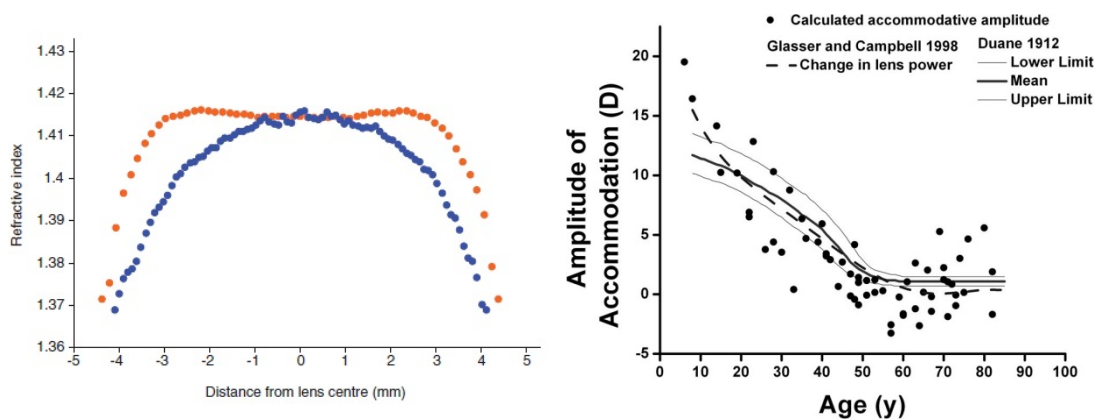 1.43
1.42
1.41
1.4
1.39
1.38
1.37
1.36
Refractive index
-5 -4 -3 -2 -1 0 1 2 3 4 5
Distance from lens centre (mm)
Calculated accommodative amplitude
Glasser and Campbell 1998
Change in lens power
Duane 1912
Lower Limit
Mean
Upper Limit
20
15
10
5
0
-5
Amplitude of
Accommodation (D)
0 10 20 30 40 50 60 70 80 90 100
Age (y)